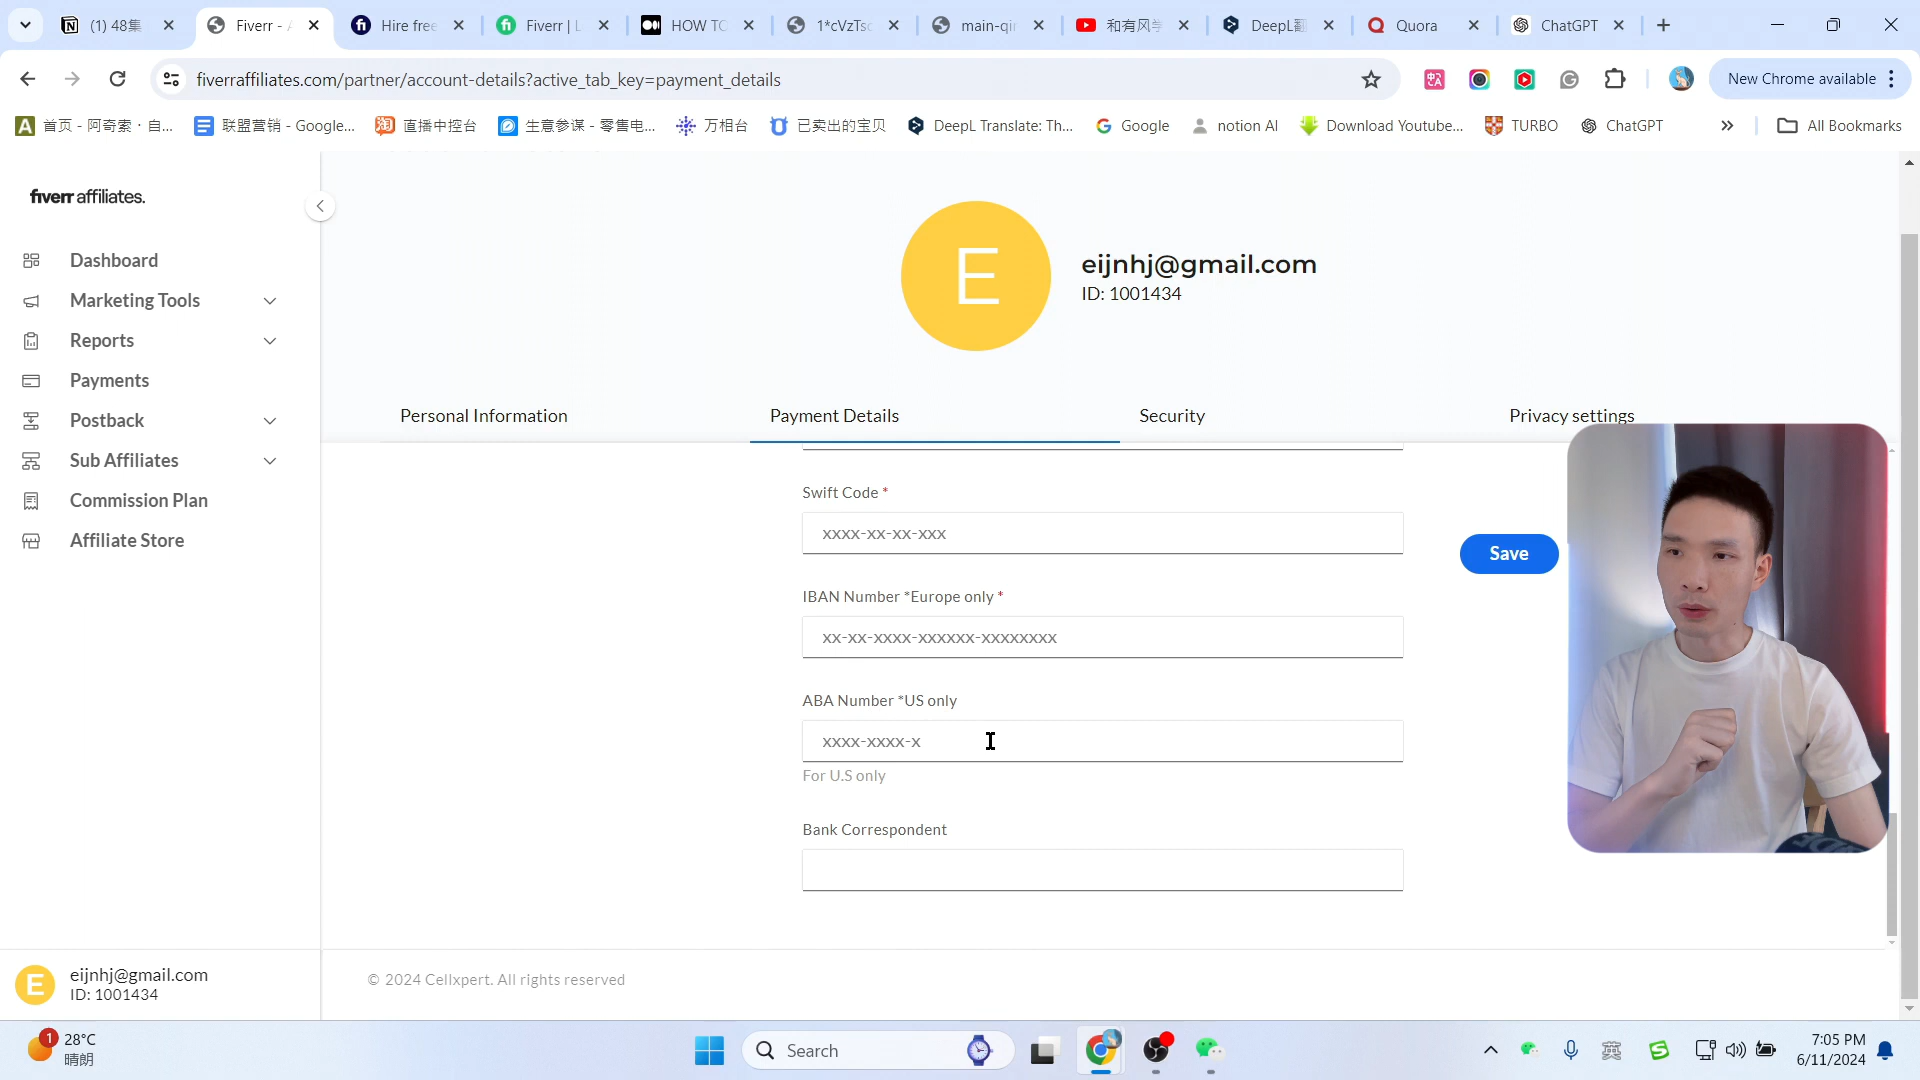 (1) 48集
Fiverr - A
Hire free
Fiverr | L
HOW TO
1*cVzTsc
main-qir
和有风学
DeepL翻
Quora
ChatGPT
fiverraffiliates.com/partner/account-details?active_tab_key=payment_details
New Chrome available
首页 - 阿奇索 · 自...
联盟营销 - Google...
直播中控台
生意参谋 - 零售电...
万相台
已卖出的宝贝
DeepL Translate: Th...
Google
notion AI
Download Youtube...
TURBO
ChatGPT
All Bookmarks
fiverr affiliates.
Dashboard
Marketing Tools
Reports
Payments
Postback
Sub Affiliates
Commission Plan
Affiliate Store
E
eijnhj@gmail.com
ID: 1001434
Personal Information
Payment Details
Security
Privacy settings
Swift Code *
xxxx-xx-xx-xxx
Save
IBAN Number *Europe only *
xx-xx-xxxx-xxxxxx-xxxxxxxx
ABA Number *US only
xxxx-xxxx-x
For U.S only
Bank Correspondent
E
eijnhj@gmail.com
ID: 1001434
© 2024 Cellxpert. All rights reserved
1
28°C
晴朗
Search
英
7:05 PM
6/11/2024